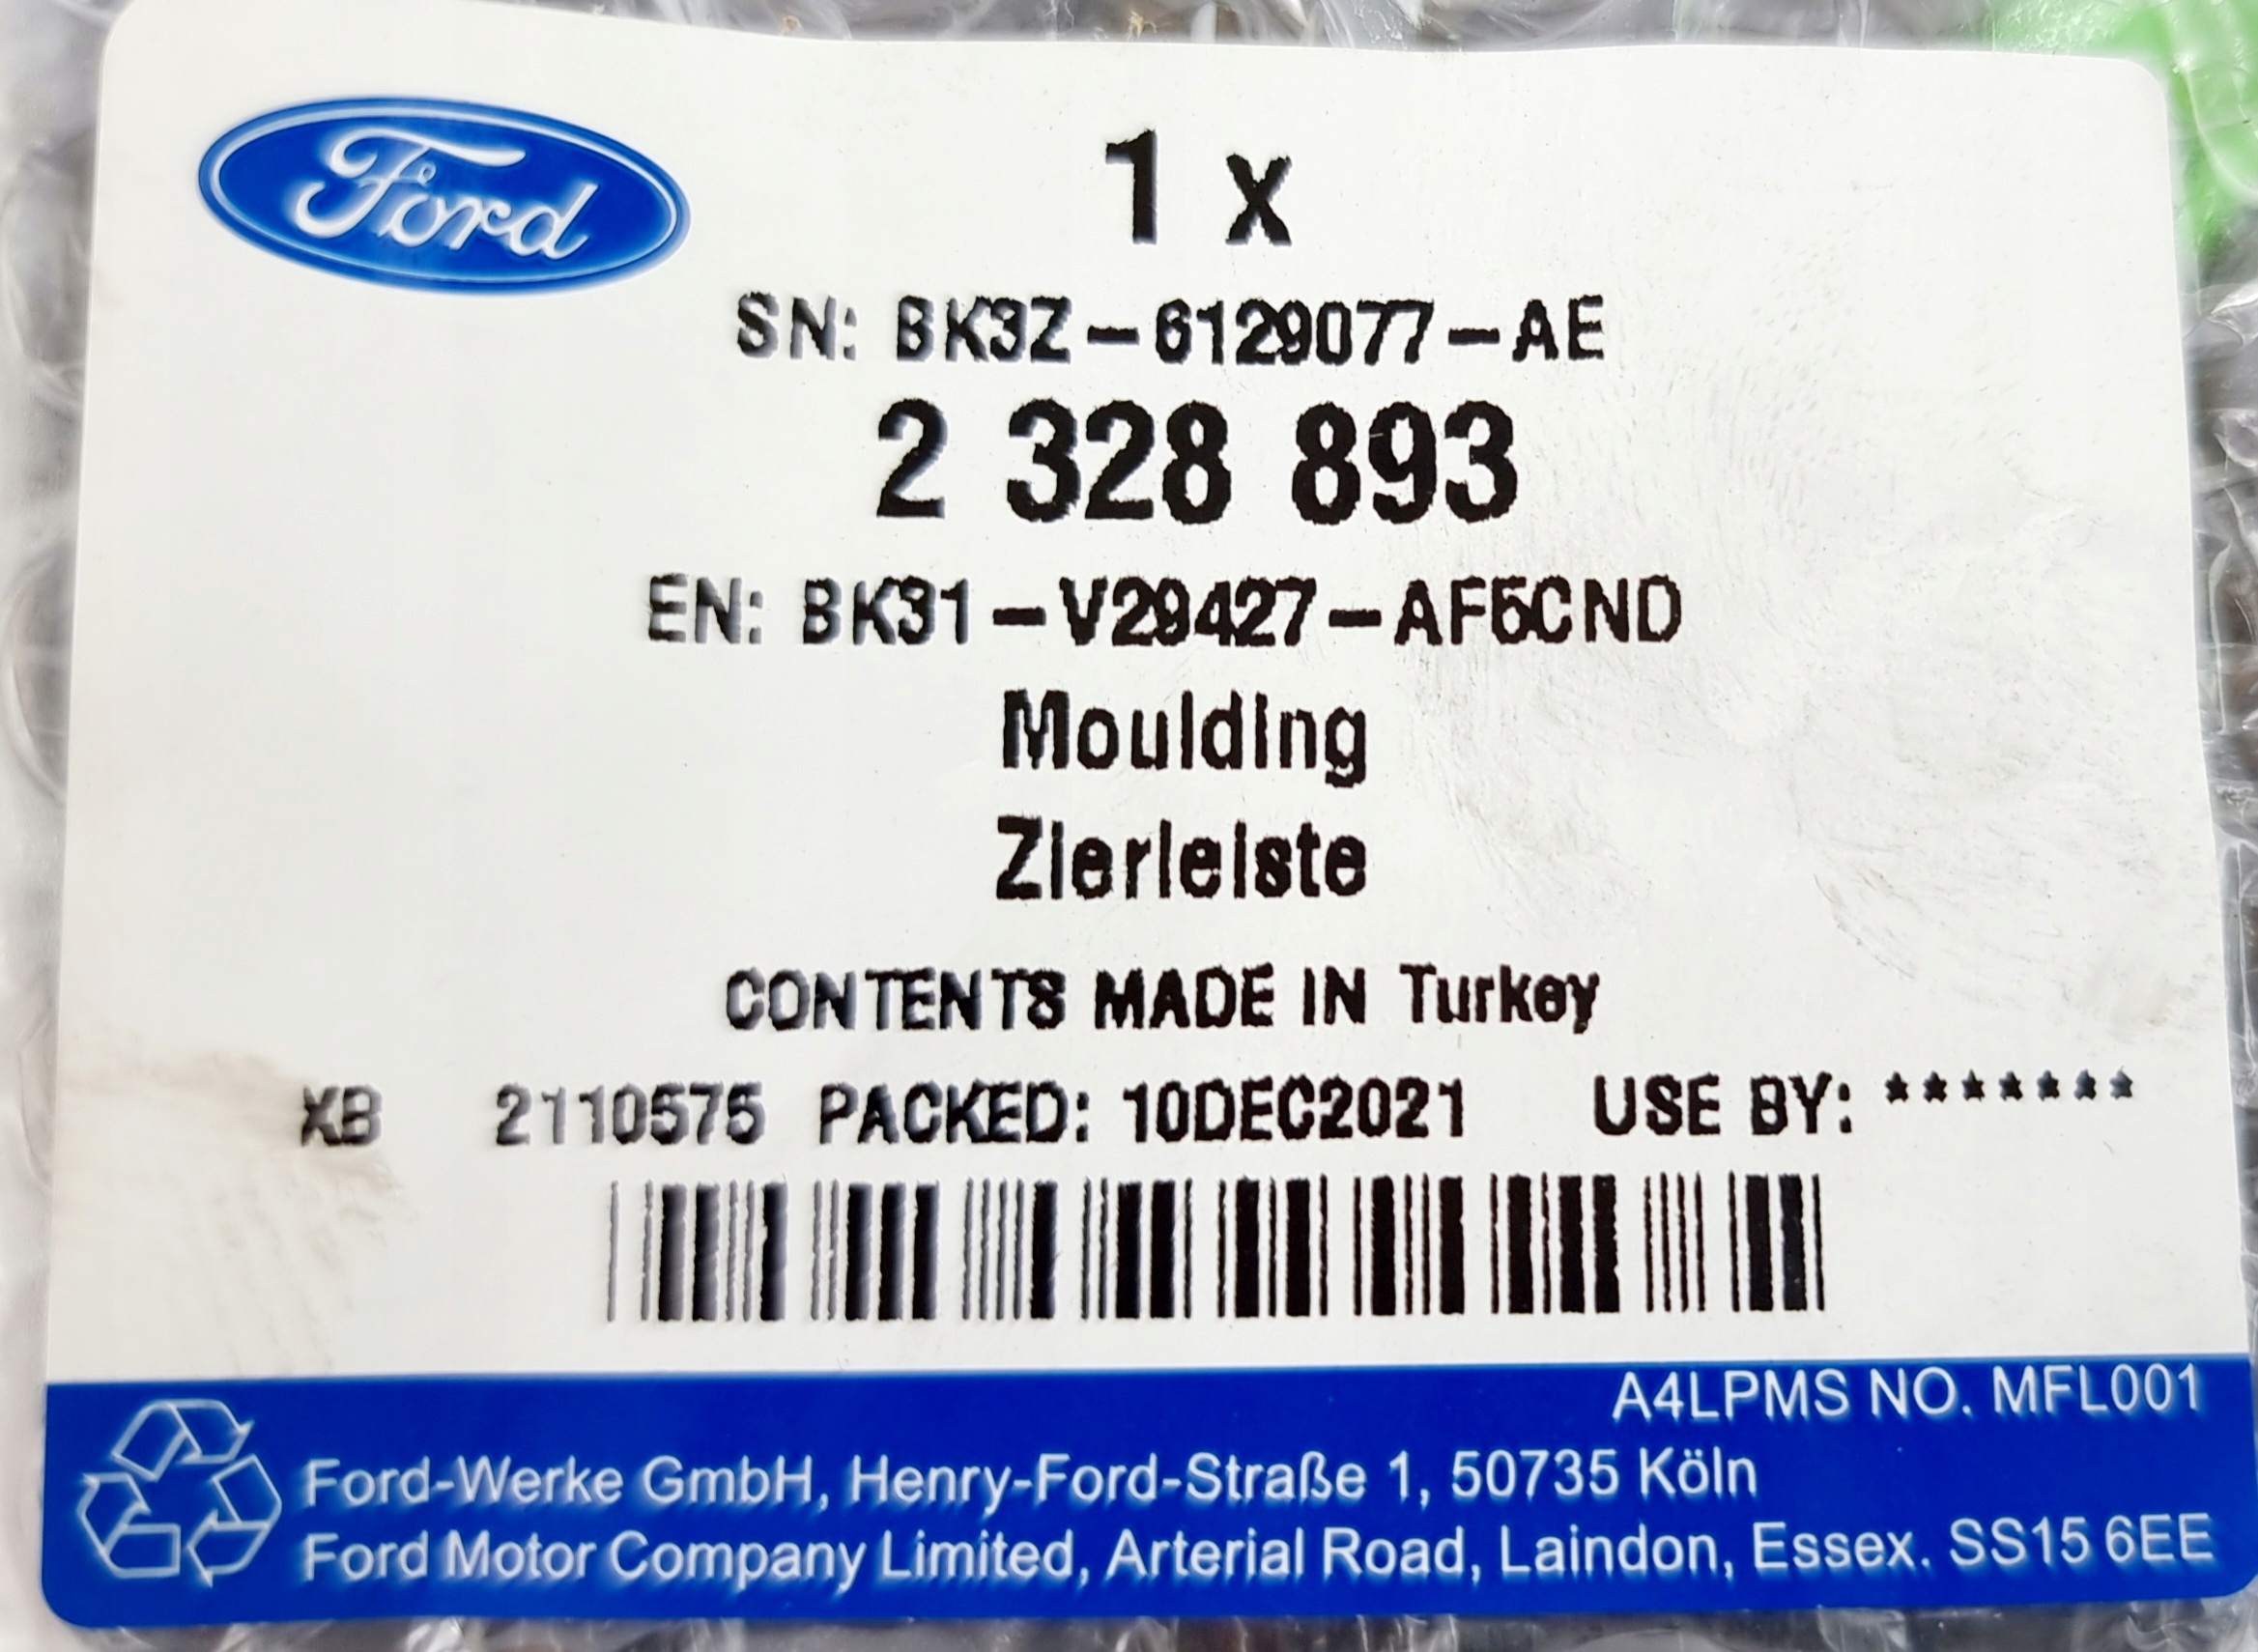 Ford
1 x
SN: BK3Z-6129077-AE
2 328 893
EN: BK31-V29427-AF5CND
Moulding
Zierleiste
CONTENTS MADE IN Turkey
XB 2110575 PACKED: 10DEC2021 USE BY: *******
A4LPMS NO. MFL001
Ford-Werke GmbH, Henry-Ford-Straße 1, 50735 Köln
Ford Motor Company Limited, Arterial Road, Laindon, Essex. SS15 6EE